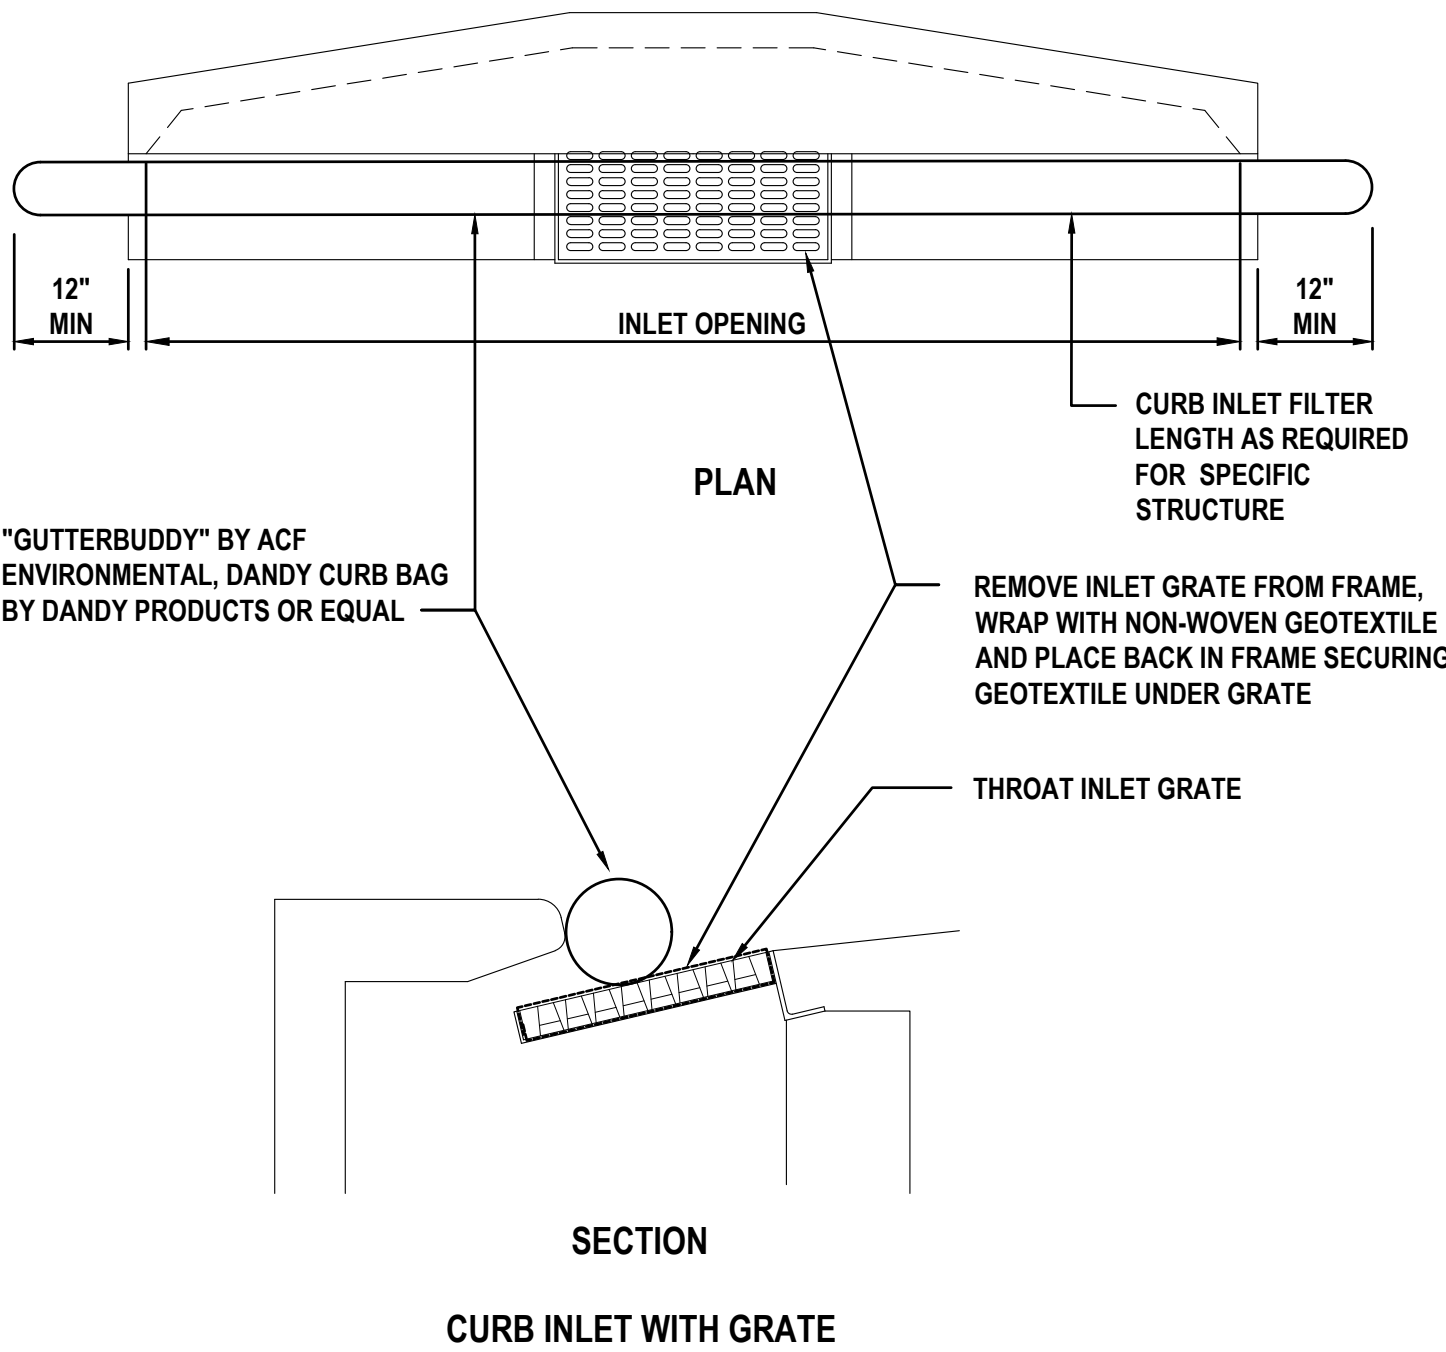 12"
MIN
INLET OPENING
12"
MIN
CURB INLET FILTER
LENGTH AS REQUIRED
FOR SPECIFIC
STRUCTURE
PLAN
"GUTTERBUDDY" BY ACF
ENVIRONMENTAL, DANDY CURB BAG
BY DANDY PRODUCTS OR EQUAL
REMOVE INLET GRATE FROM FRAME,
WRAP WITH NON-WOVEN GEOTEXTILE
AND PLACE BACK IN FRAME SECURING
GEOTEXTILE UNDER GRATE
THROAT INLET GRATE
SECTION
CURB INLET WITH GRATE